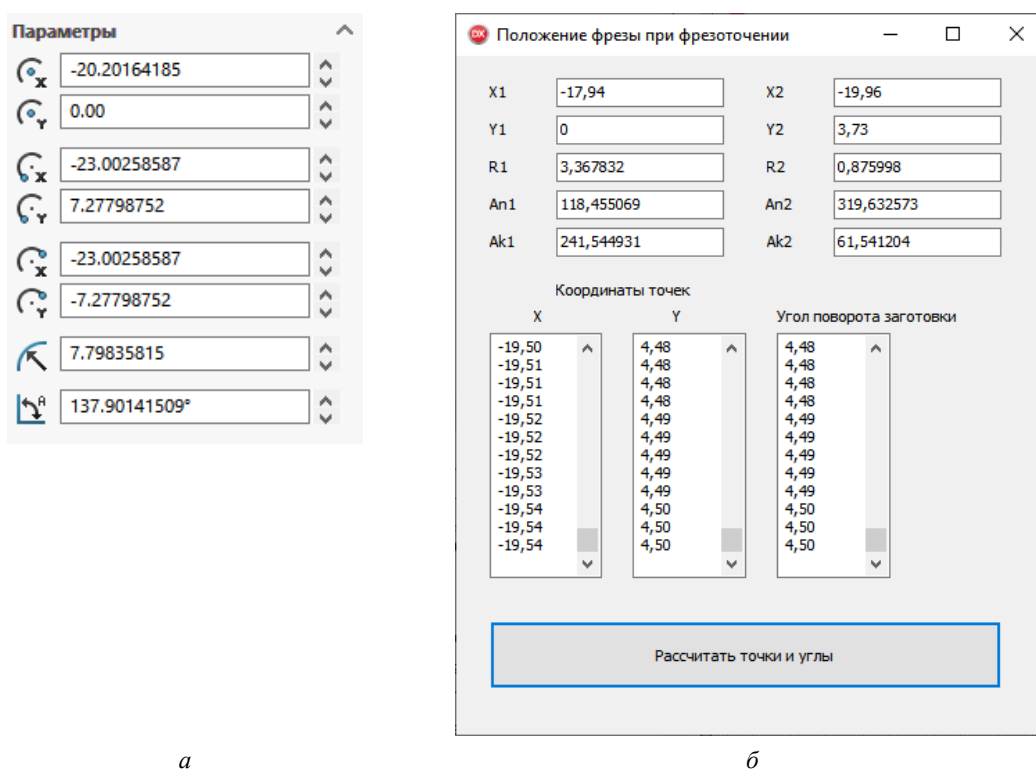 Параметры
-20.20164185
0.00
-23.00258587
7.27798752
-23.00258587
-7.27798752
7.79835815
137.90141509°
а
Положение фрезы при фрезоточении
X1 -17,94 X2 -19,96
Y1 0 Y2 3,73
R1 3,367832 R2 0,875998
An1 118,455069 An2 319,632573
Ak1 241,544931 Ak2 61,541204
Координаты точек
X Y Угол поворота заготовки
-19,50 4,48 4,48
-19,51 4,48 4,48
-19,51 4,48 4,48
-19,51 4,48 4,48
-19,52 4,49 4,49
-19,52 4,49 4,49
-19,52 4,49 4,49
-19,53 4,49 4,49
-19,53 4,49 4,49
-19,54 4,50 4,50
-19,54 4,50 4,50
-19,54 4,50 4,50
Рассчитать точки и углы
б